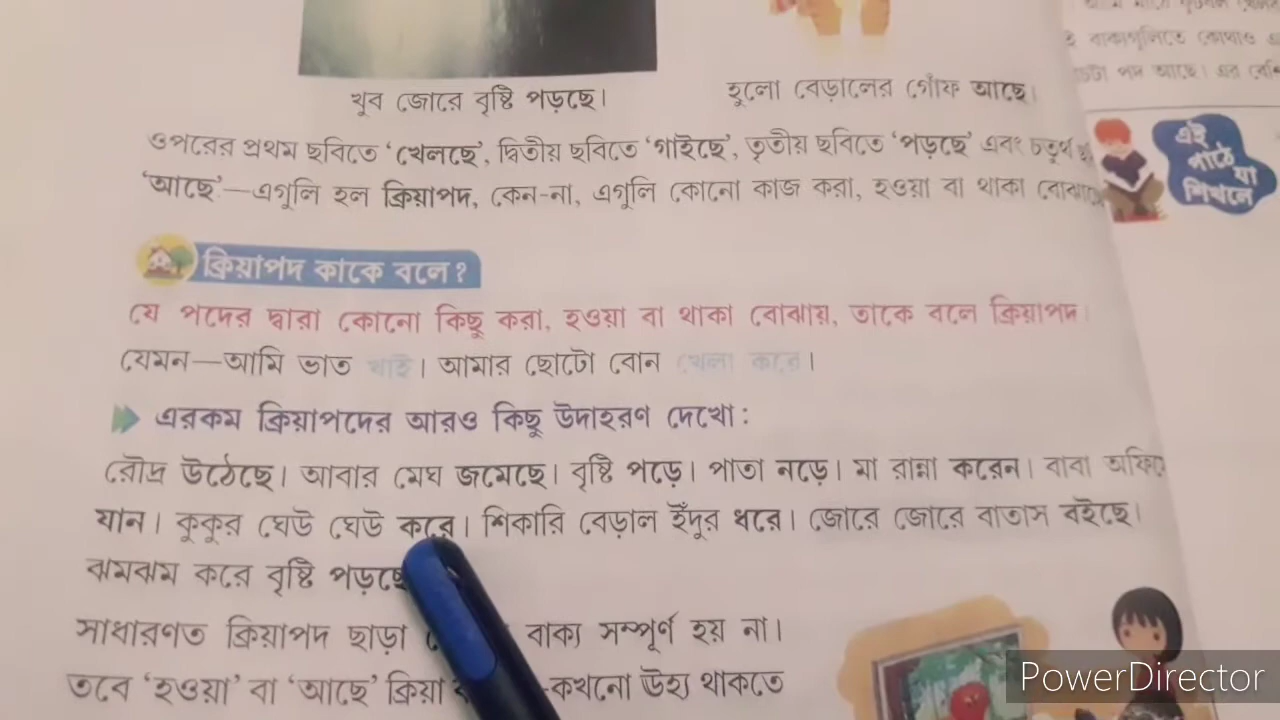 খুব জোরে বৃষ্টি পড়ছে।
হুলো বেড়ালের গোঁফ আছে।
ওপরের প্রথম ছবিতে ‘খেলছে’, দ্বিতীয় ছবিতে ‘গাইছে’, তৃতীয় ছবিতে ‘পড়ছে’ এবং চতুর্থ
‘আছে’—এগুলি হল ক্রিয়াপদ, কেন-না, এগুলি কোনো কাজ করা, হওয়া বা থাকা
এই পাঠে যা শিখলে
ক্রিয়াপদ কাকে বলে?
যে পদের দ্বারা কোনো কিছু করা, হওয়া বা থাকা বোঝায়, তাকে বলে ক্রিয়াপদ।
যেমন—আমি ভাত খাই। আমার ছোটো বোন খেলা করে।
এরকম ক্রিয়াপদের আরও কিছু উদাহরণ দেখো:
রৌদ্র উঠেছে। আবার মেঘ জমেছে। বৃষ্টি পড়ে। পাতা নড়ে। মা রান্না করেন। বাবা
যান। কুকুর ঘেউ ঘেউ করে। শিকারি বেড়াল ইঁদুর ধরে। জোরে জোরে বাতাস বইছে।
ঝমঝম করে বৃষ্টি পড়ছে
সাধারণত ক্রিয়াপদ ছাড়া বাক্য সম্পূর্ণ হয় না।
তবে ‘হওয়া’ বা ‘আছে’ ক্রিয়া -কখনো ঊহ্য থাকতে
PowerDirector